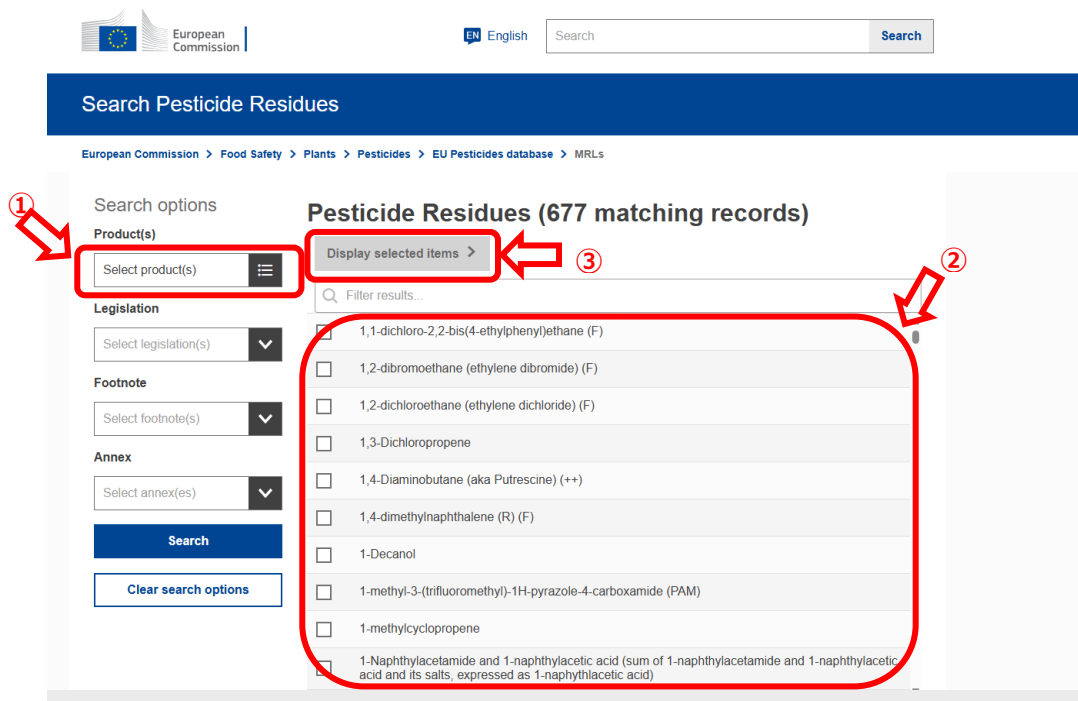 European
Commission
EN English
Search
Search
Search Pesticide Residues
European Commission > Food Safety > Plants > Pesticides > EU Pesticides database > MRLs
①
Search options
Product(s)
Select product(s)
Legislation
Select legislation(s)
Footnote
Select footnote(s)
Annex
Select annex(es)
Search
Clear search options
Pesticide Residues (677 matching records)
Display selected items >
③
②
Filter results...
1,1-dichloro-2,2-bis(4-ethylphenyl)ethane (F)
1,2-dibromoethane (ethylene dibromide) (F)
1,2-dichloroethane (ethylene dichloride) (F)
1,3-Dichloropropene
1,4-Diaminobutane (aka Putrescine) (++)
1,4-dimethylnaphthalene (R) (F)
1-Decanol
1-methyl-3-(trifluoromethyl)-1H-pyrazole-4-carboxamide (PAM)
1-methylcyclopropene
1-Naphthylacetamide and 1-naphthylacetic acid (sum of 1-naphthylacetamide and 1-naphthylacetic
acid and its salts, expressed as 1-naphythlacetic acid)